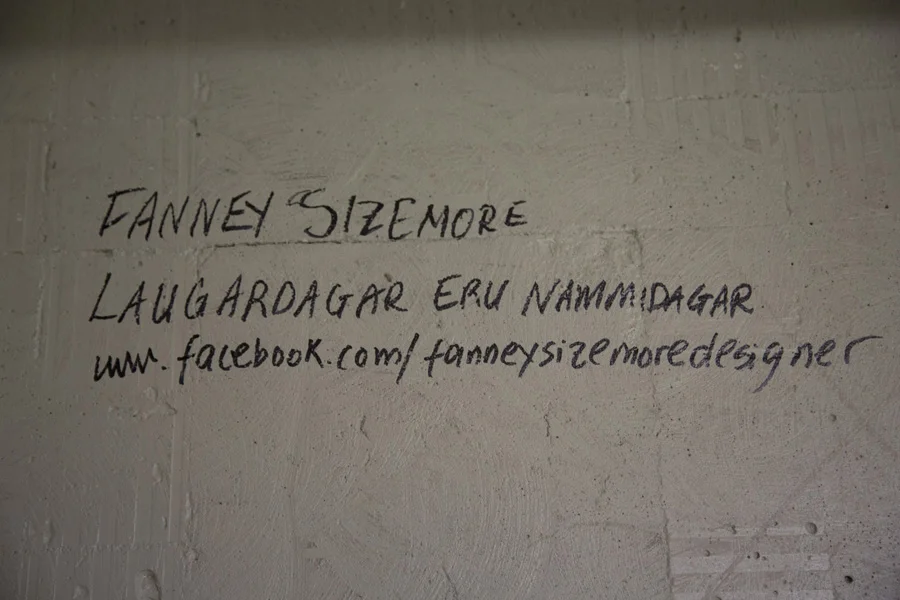 FANNEY SIZEMORE
LAUGARDAGAR ERU NAMMIDAGAR
www.facebook.com/fanneysizemoredesigner